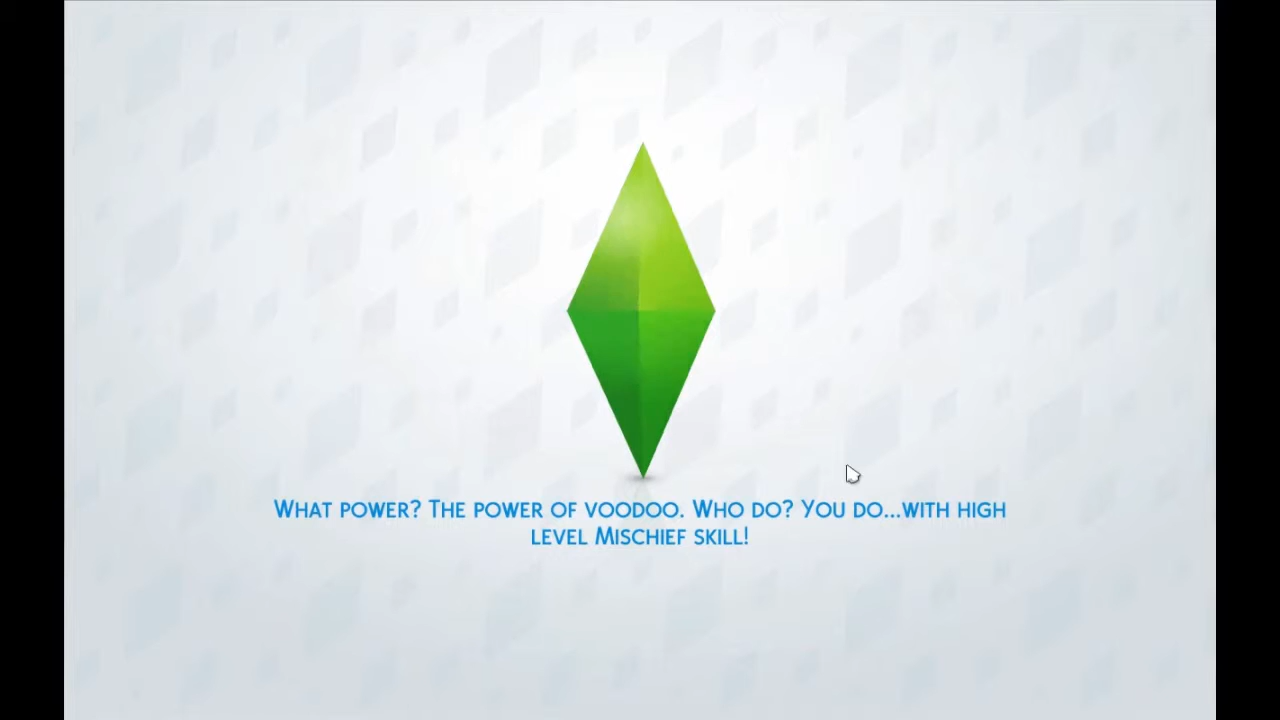 What power? The power of voodoo. Who do? You do...with high
level Mischief skill!